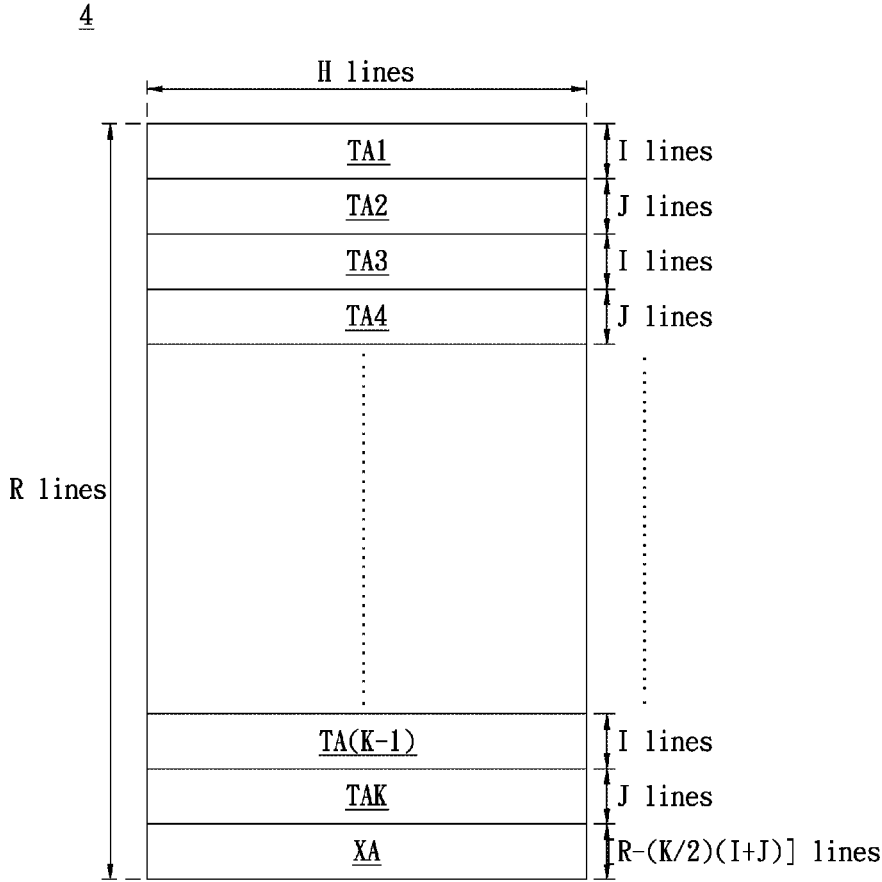 4
H lines
TA1 I lines
TA2 J lines
TA3 I lines
TA4 J lines
R lines
TA(K-1) I lines
TAK J lines
XA [R-(K/2)(I+J)] lines